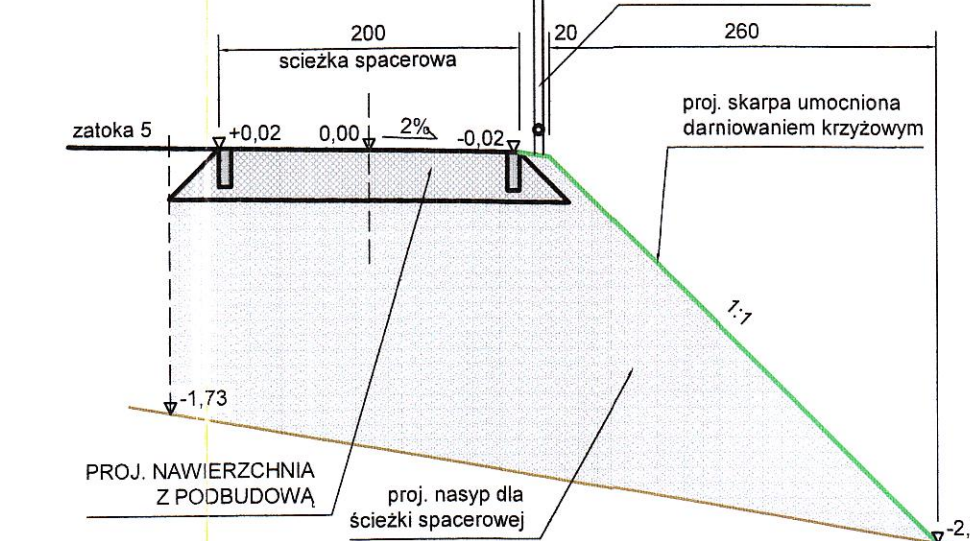 200 20 260
scieżka spacerowa
proj. skarpa umocniona
darniowaniem krzyżowym
zatoka 5 +0,02 0,00 2% -0,02
1:1
-1,73
PROJ. NAWIERZCHNIA
Z PODBUDOWĄ
proj. nasyp dla
ścieżki spacerowej
-2,